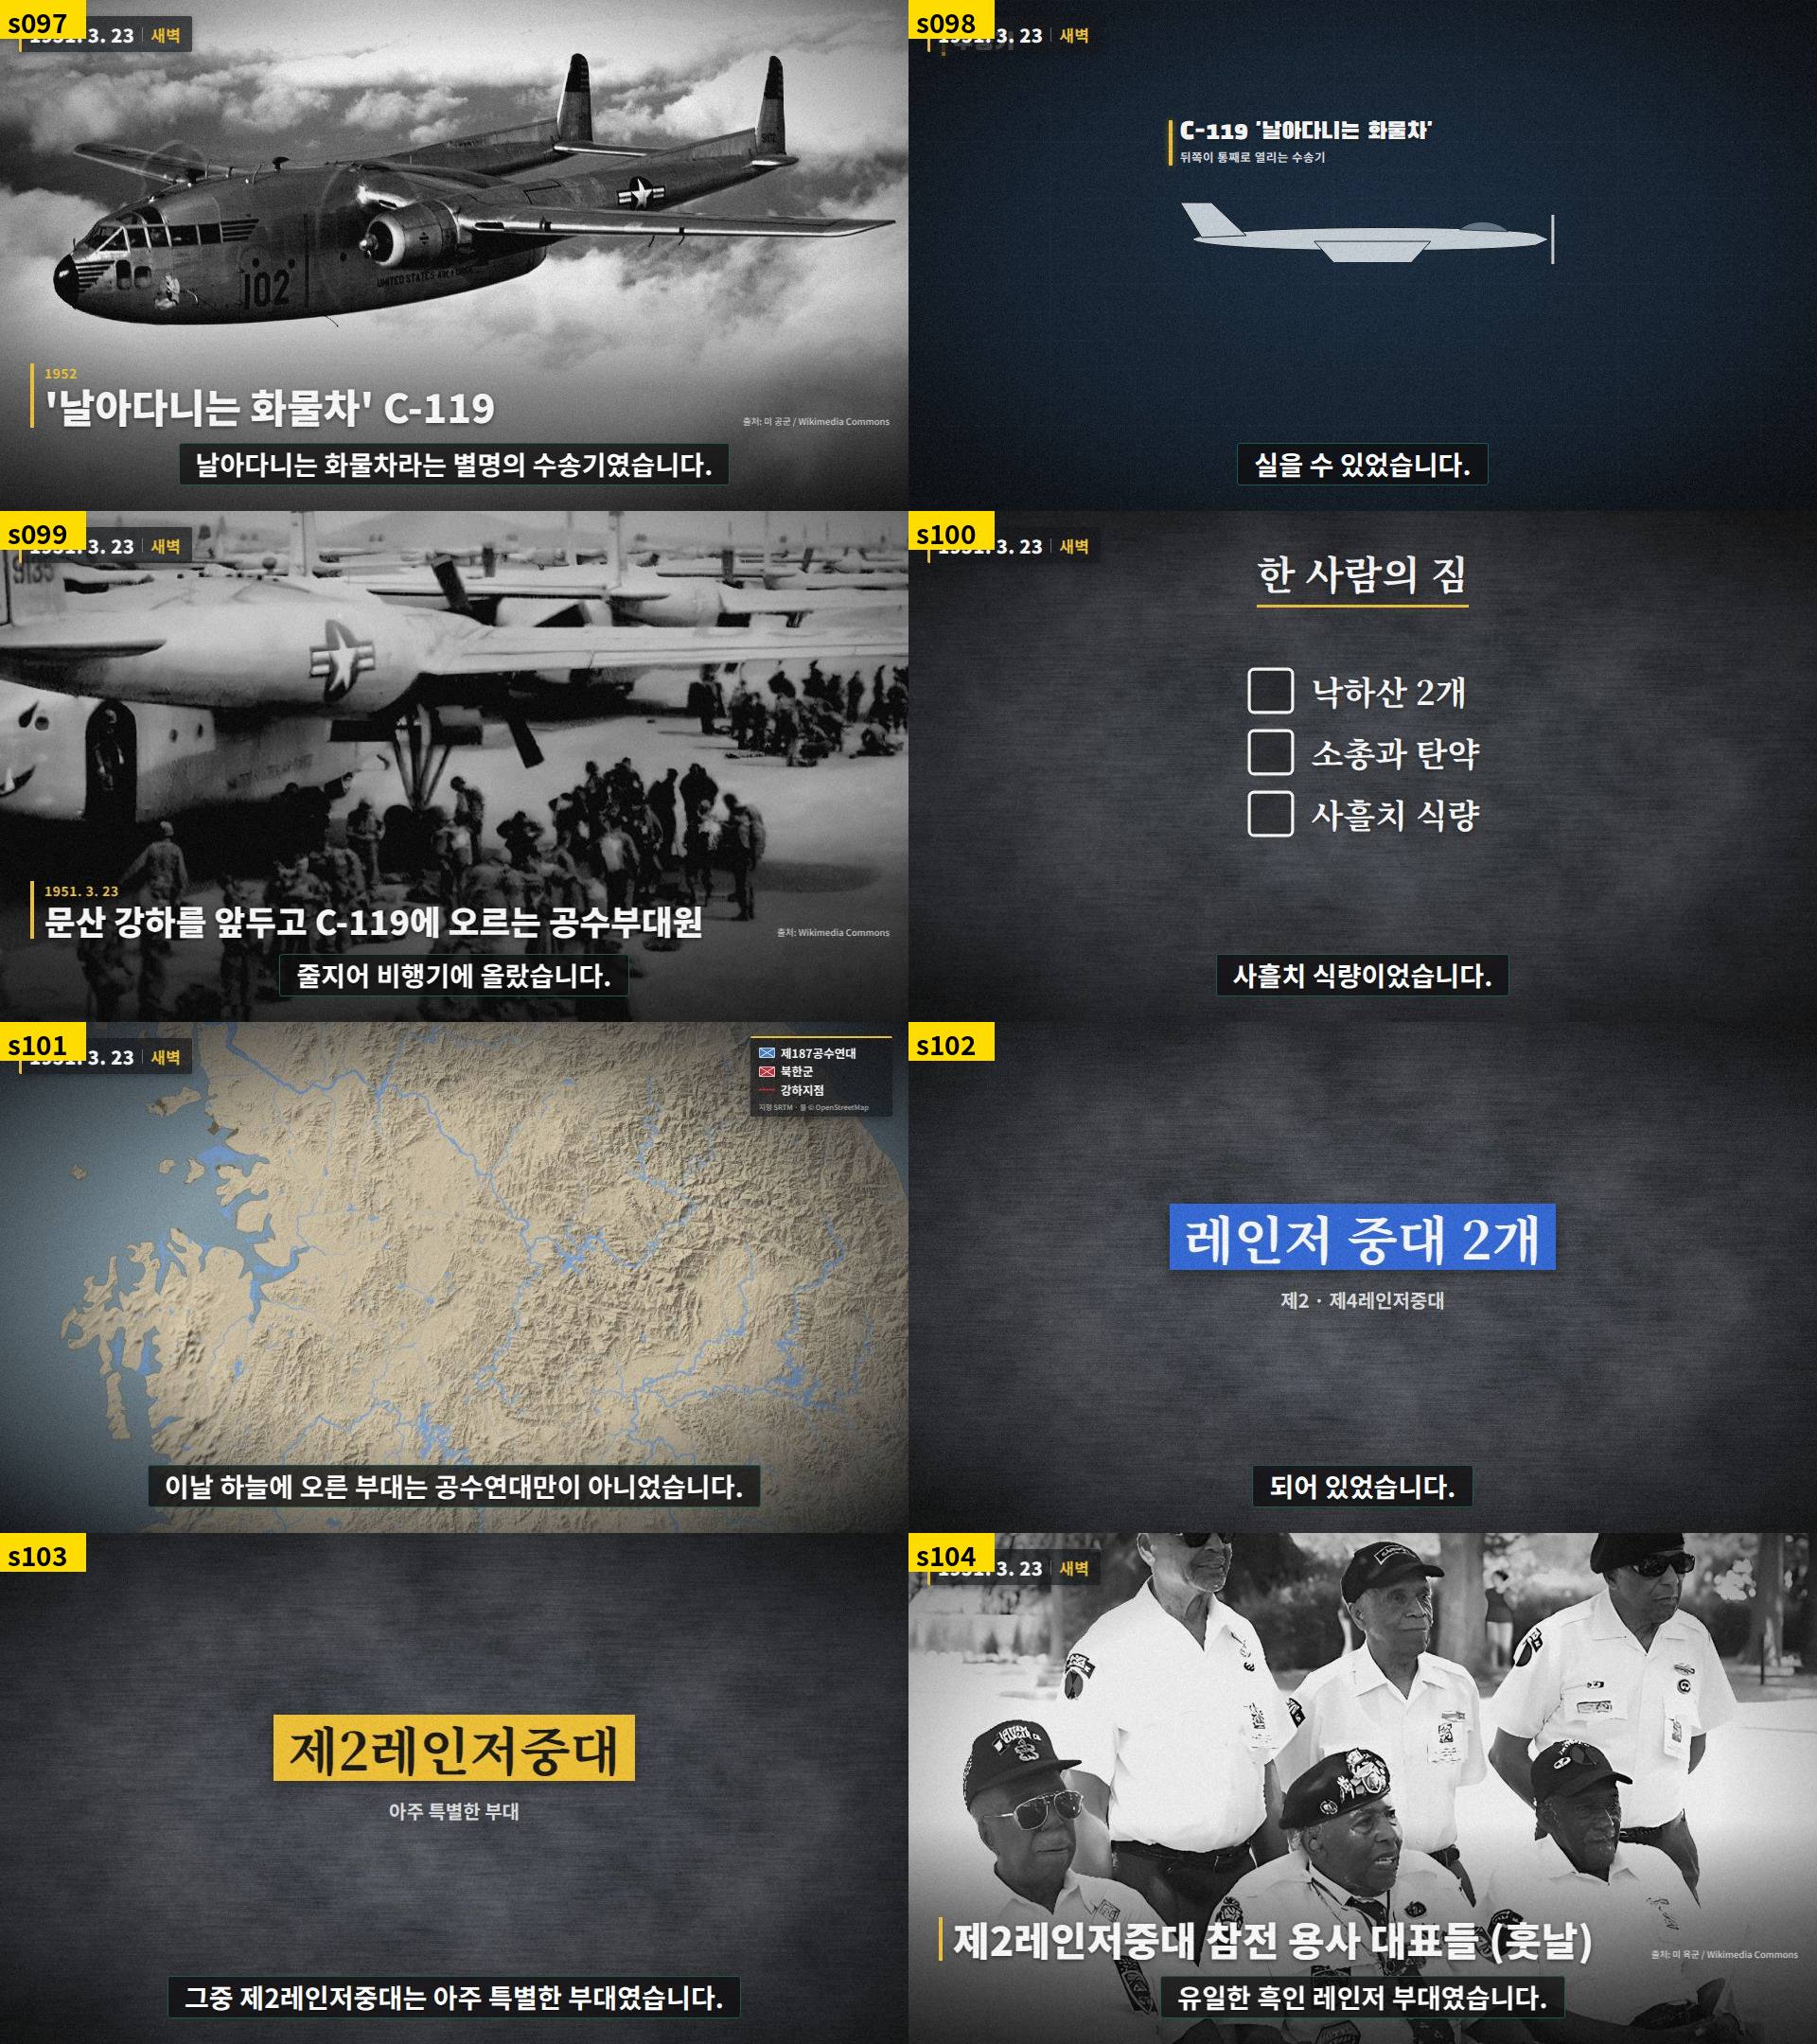 s097
3. 23 새벽
102
UNITED STATES AIR FORCE
1952
'날아다니는 화물차' C-119
출처: 미 공군 / Wikimedia Commons
날아다니는 화물차라는 별명의 수송기였습니다.
s098
3. 23 새벽
C-119 '날아다니는 화물차'
뒤쪽이 통째로 열리는 수송기
실을 수 있었습니다.
s099
3. 23 새벽
9135
1951. 3. 23
문산 강하를 앞두고 C-119에 오르는 공수부대원
출처: Wikimedia Commons
줄지어 비행기에 올랐습니다.
s100
3. 23 새벽
한 사람의 짐
낙하산 2개
소총과 탄약
사흘치 식량
사흘치 식량이었습니다.
s101
3. 23 새벽
제187공수연대
북한군
강하지점
지형 SRTM · 물 © OpenStreetMap
이날 하늘에 오른 부대는 공수연대만이 아니었습니다.
s102
레인저 중대 2개
제2 · 제4레인저중대
되어 있었습니다.
s103
제2레인저중대
아주 특별한 부대
그중 제2레인저중대는 아주 특별한 부대였습니다.
s104
3. 23 새벽
제2레인저중대 참전 용사 대표들 (훗날)
출처: 미 육군 / Wikimedia Commons
유일한 흑인 레인저 부대였습니다.